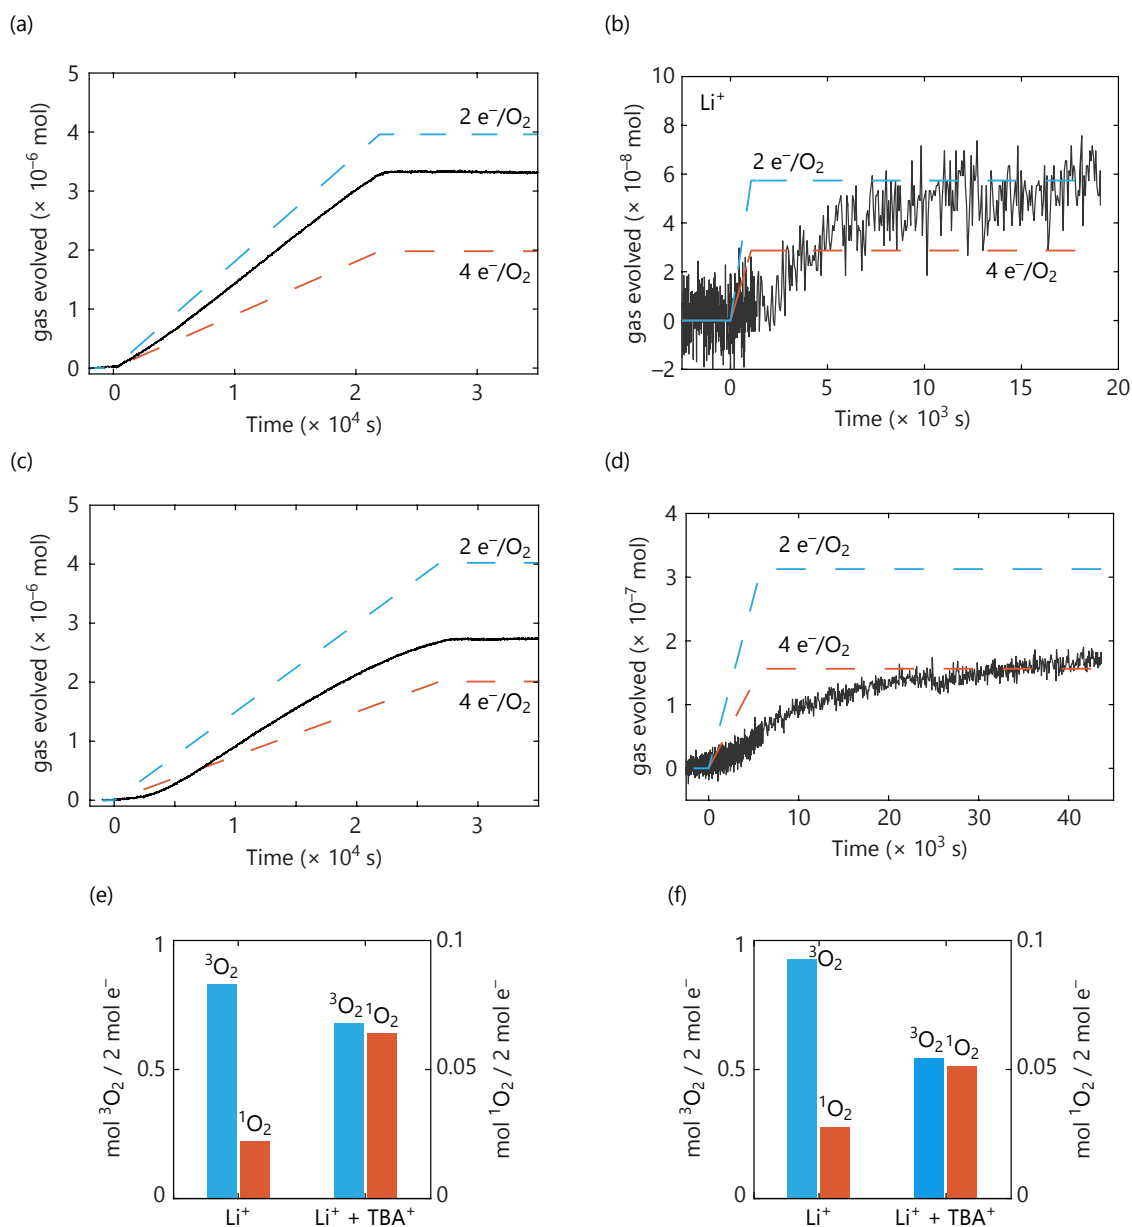 (a)
gas evolved (× 10⁻⁶ mol)
5
4
3
2
1
0
2 e⁻/O₂
4 e⁻/O₂
0 1 2 3
Time (× 10⁴ s)
(b)
gas evolved (× 10⁻⁸ mol)
10
8
6
4
2
0
−2
Li⁺
2 e⁻/O₂
4 e⁻/O₂
0 5 10 15 20
Time (× 10³ s)
(c)
gas evolved (× 10⁻⁶ mol)
5
4
3
2
1
0
2 e⁻/O₂
4 e⁻/O₂
0 1 2 3
Time (× 10⁴ s)
(d)
gas evolved (× 10⁻⁷ mol)
4
3
2
1
0
2 e⁻/O₂
4 e⁻/O₂
0 10 20 30 40
Time (× 10³ s)
(e)
mol ³O₂ / 2 mol e⁻
1
0.5
0
³O₂
¹O₂
³O₂ ¹O₂
0.1
0.05
0
mol ¹O₂ / 2 mol e⁻
Li⁺ Li⁺ + TBA⁺
(f)
mol ³O₂ / 2 mol e⁻
1
0.5
0
³O₂
¹O₂
³O₂ ¹O₂
0.1
0.05
0
mol ¹O₂ / 2 mol e⁻
Li⁺ Li⁺ + TBA⁺